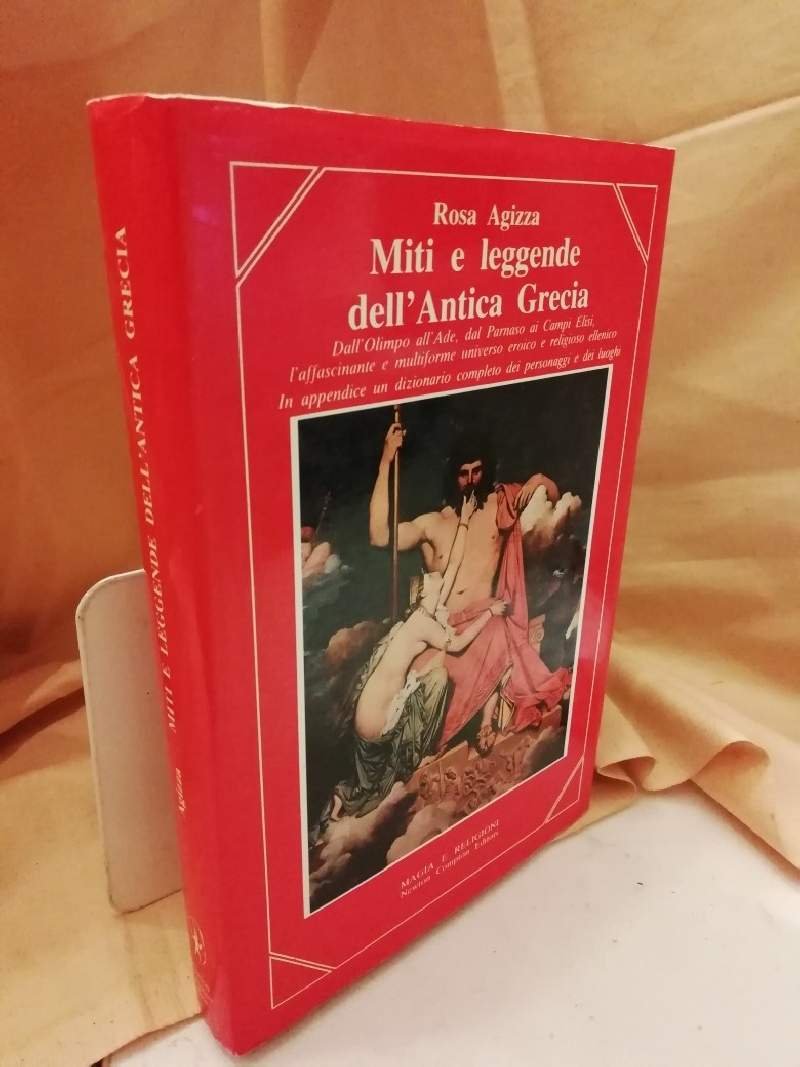 Rosa Agizza
Miti e leggende
dell'Antica Grecia
Dall'Olimpo all'Ade, dal Parnaso ai Campi Elisi,
l'affascinante e multiforme universo eroico e religioso ellenico
In appendice un dizionario completo dei personaggi e dei luoghi
MAGIA E RELIGIONI
Newton Compton Editori
Agizza MITI E LEGGENDE DELL'ANTICA GRECIA